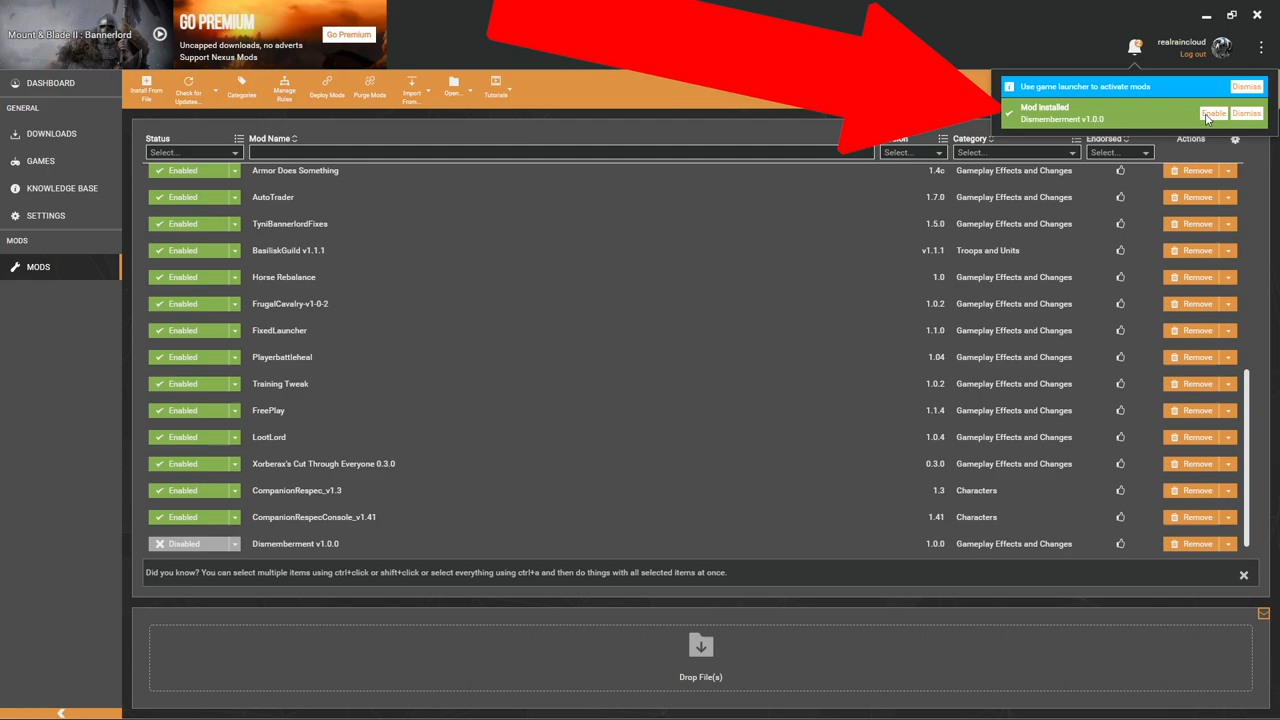 Mount & Blade II : Bannerlord
GO PREMIUM
Uncapped downloads, no adverts
Support Nexus Mods
Go Premium
2
realraincloud
Log out
DASHBOARD
GENERAL
DOWNLOADS
GAMES
KNOWLEDGE BASE
SETTINGS
MODS
MODS
Install From File
Check for Updates...
Categories
Manage Rules
Deploy Mods
Purge Mods
Import From...
Open...
Tutorials
Use game launcher to activate mods
Dismiss
Mod installed
Dismemberment v1.0.0
Enable
Dismiss
Status
Mod Name
Category
Endorsed
Actions
Select...
Select...
Select...
Select...
Enabled Armor Does Something 1.4c Gameplay Effects and Changes Remove
Enabled AutoTrader 1.7.0 Gameplay Effects and Changes Remove
Enabled TyniBannerlordFixes 1.5.0 Gameplay Effects and Changes Remove
Enabled BasiliskGuild v1.1.1 v1.1.1 Troops and Units Remove
Enabled Horse Rebalance 1.0 Gameplay Effects and Changes Remove
Enabled FrugalCavalry-v1-0-2 1.0.2 Gameplay Effects and Changes Remove
Enabled FixedLauncher 1.1.0 Gameplay Effects and Changes Remove
Enabled Playerbattleheal 1.04 Gameplay Effects and Changes Remove
Enabled Training Tweak 1.0.2 Gameplay Effects and Changes Remove
Enabled FreePlay 1.1.4 Gameplay Effects and Changes Remove
Enabled LootLord 1.0.4 Gameplay Effects and Changes Remove
Enabled Xorberax's Cut Through Everyone 0.3.0 0.3.0 Gameplay Effects and Changes Remove
Enabled CompanionRespec_v1.3 1.3 Characters Remove
Enabled CompanionRespecConsole_v1.41 1.41 Characters Remove
Disabled Dismemberment v1.0.0 1.0.0 Gameplay Effects and Changes Remove
Did you know? You can select multiple items using ctrl+click or shift+click or select everything using ctrl+a and then do things with all selected items at once.
Drop File(s)